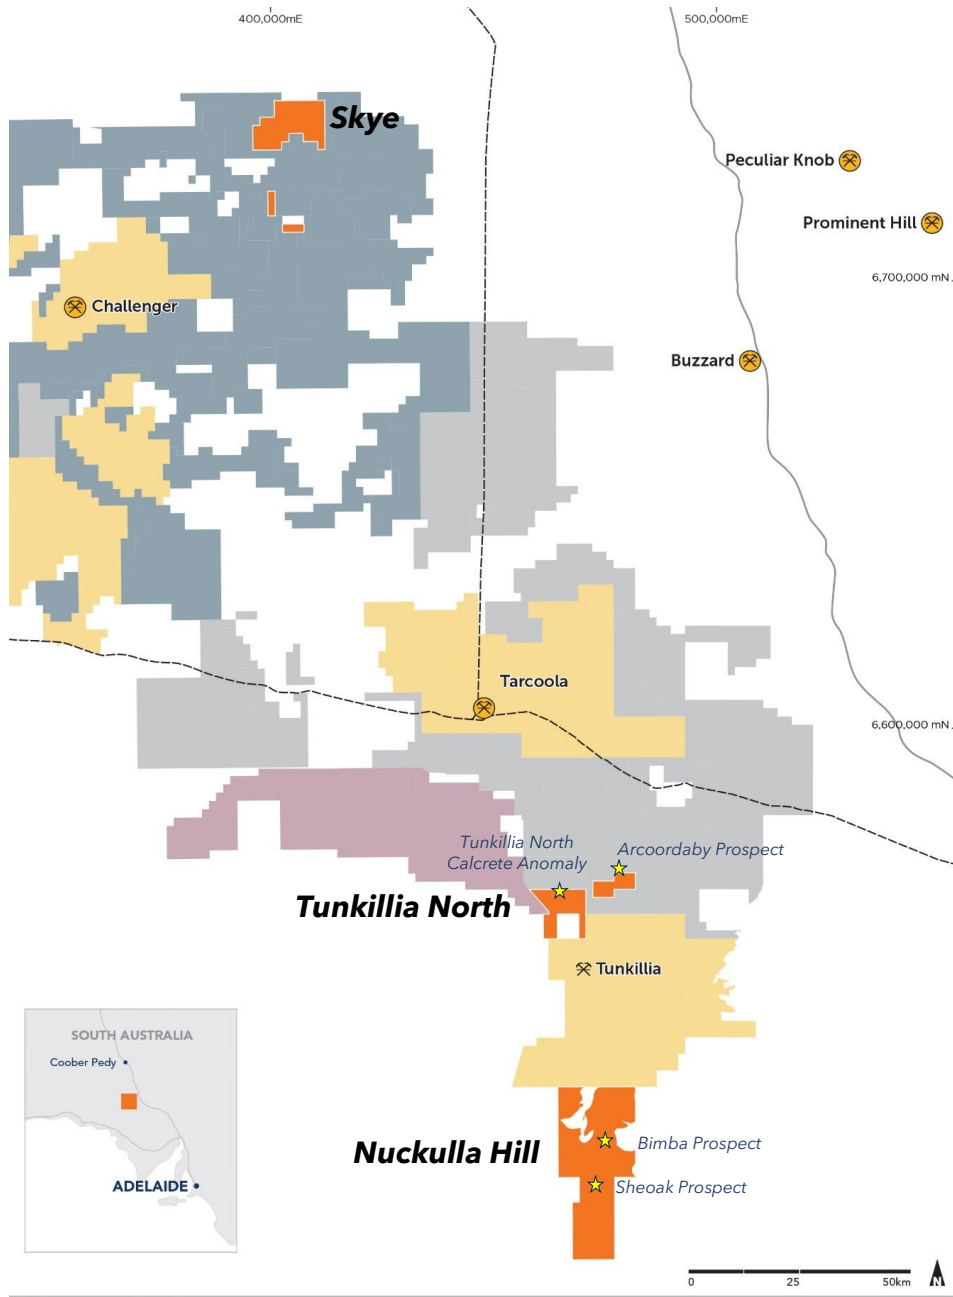 400,000mE
500,000mE
Skye
Peculiar Knob
Prominent Hill
6,700,000 mN
Challenger
Buzzard
Tarcoola
6,600,000 mN
Tunkillia North
Calcrete Anomaly
Arcoordaby Prospect
Tunkillia North
Tunkillia
SOUTH AUSTRALIA
Coober Pedy
ADELAIDE
Nuckulla Hill
Bimba Prospect
Sheoak Prospect
0 25 50km
N